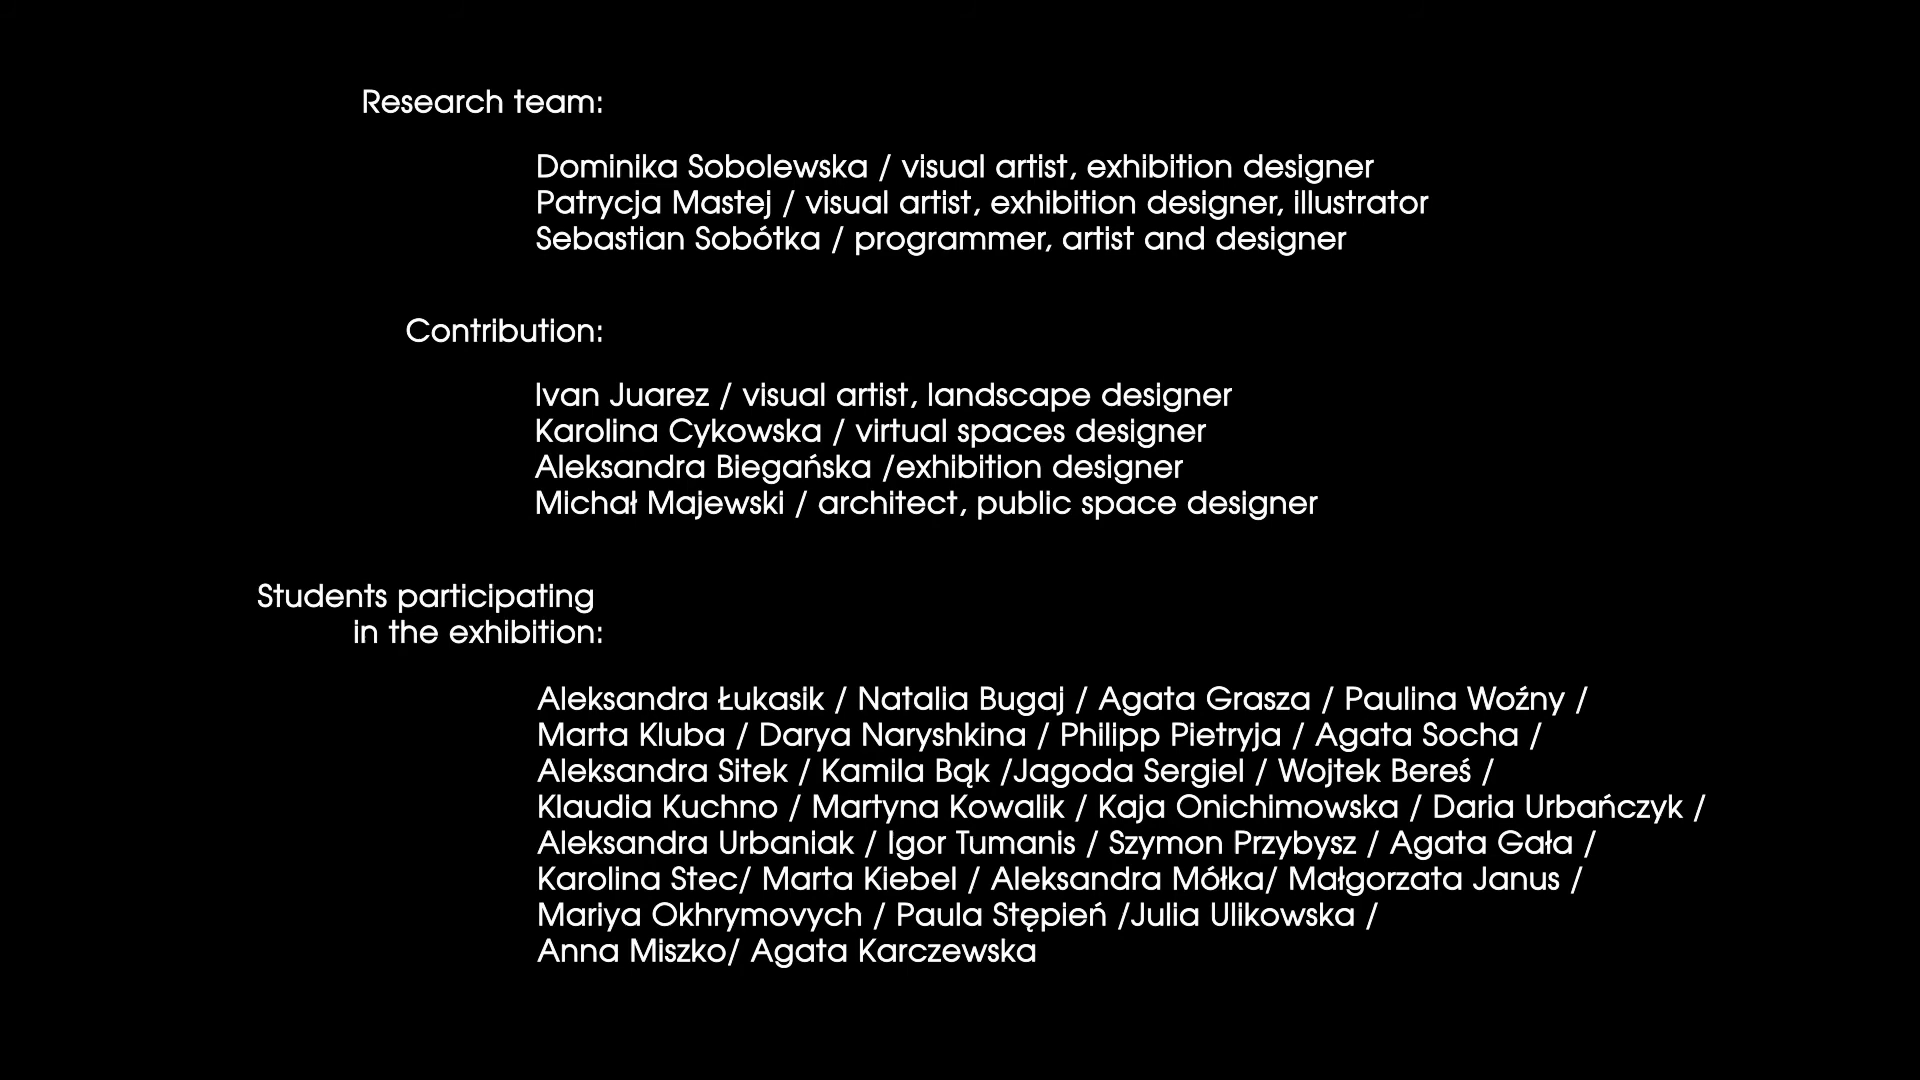 Research team:
Dominika Sobolewska / visual artist, exhibition designer
Patrycja Mastej / visual artist, exhibition designer, illustrator
Sebastian Sobótka / programmer, artist and designer
Contribution:
Ivan Juarez / visual artist, landscape designer
Karolina Cykowska / virtual spaces designer
Aleksandra Biegańska /exhibition designer
Michał Majewski / architect, public space designer
Students participating
in the exhibition:
Aleksandra Łukasik / Natalia Bugaj / Agata Grasza / Paulina Woźny /
Marta Kluba / Darya Naryshkina / Philipp Pietryja / Agata Socha /
Aleksandra Sitek / Kamila Bąk /Jagoda Sergiel / Wojtek Bereś /
Klaudia Kuchno / Martyna Kowalik / Kaja Onichimowska / Daria Urbańczyk /
Aleksandra Urbaniak / Igor Tumanis / Szymon Przybysz / Agata Gała /
Karolina Stec/ Marta Kiebel / Aleksandra Mółka/ Małgorzata Janus /
Mariya Okhrymovych / Paula Stępień /Julia Ulikowska /
Anna Miszko/ Agata Karczewska